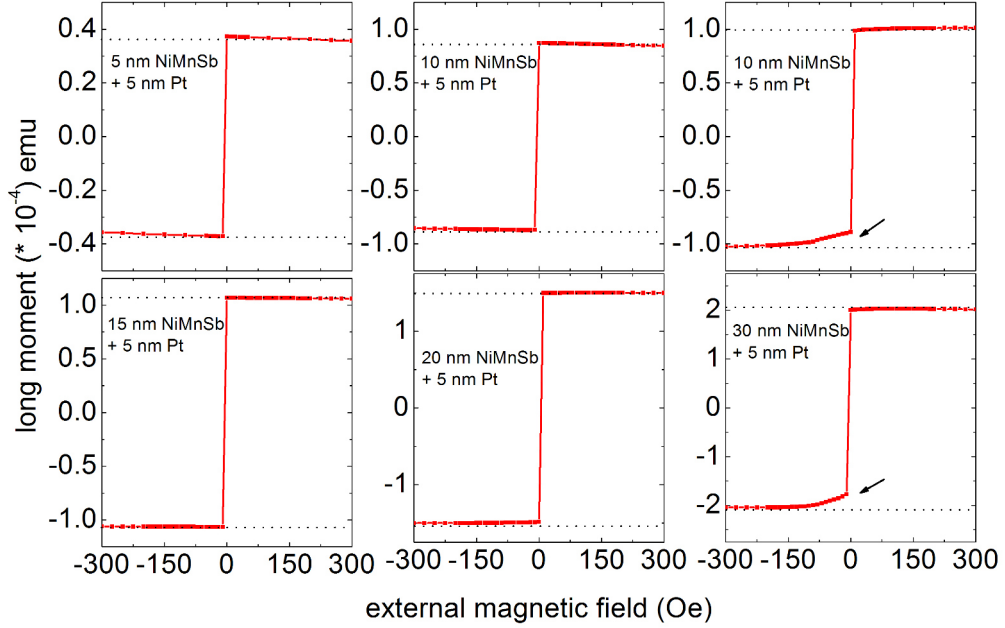 long moment (* 10⁻⁴) emu
0.4
0.2
0.0
-0.2
-0.4
5 nm NiMnSb
+ 5 nm Pt
1.0
0.5
0.0
-0.5
-1.0
10 nm NiMnSb
+ 5 nm Pt
1.0
0.5
0.0
-0.5
-1.0
10 nm NiMnSb
+ 5 nm Pt
1.0
0.5
0.0
-0.5
-1.0
15 nm NiMnSb
+ 5 nm Pt
-300 -150 0 150 300
1
0
-1
20 nm NiMnSb
+ 5 nm Pt
-300 -150 0 150 300
2
1
0
-1
-2
30 nm NiMnSb
+ 5 nm Pt
-300 -150 0 150 300
external magnetic field (Oe)